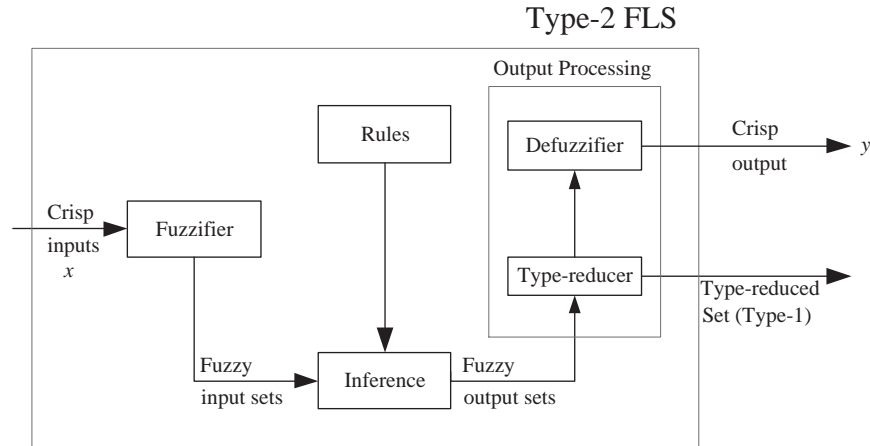 Type-2 FLS
Output Processing
Rules
Defuzzifier
Crisp
output
y
Crisp
inputs
x
Fuzzifier
Type-reducer
Type-reduced
Set (Type-1)
Fuzzy
input sets
Inference
Fuzzy
output sets